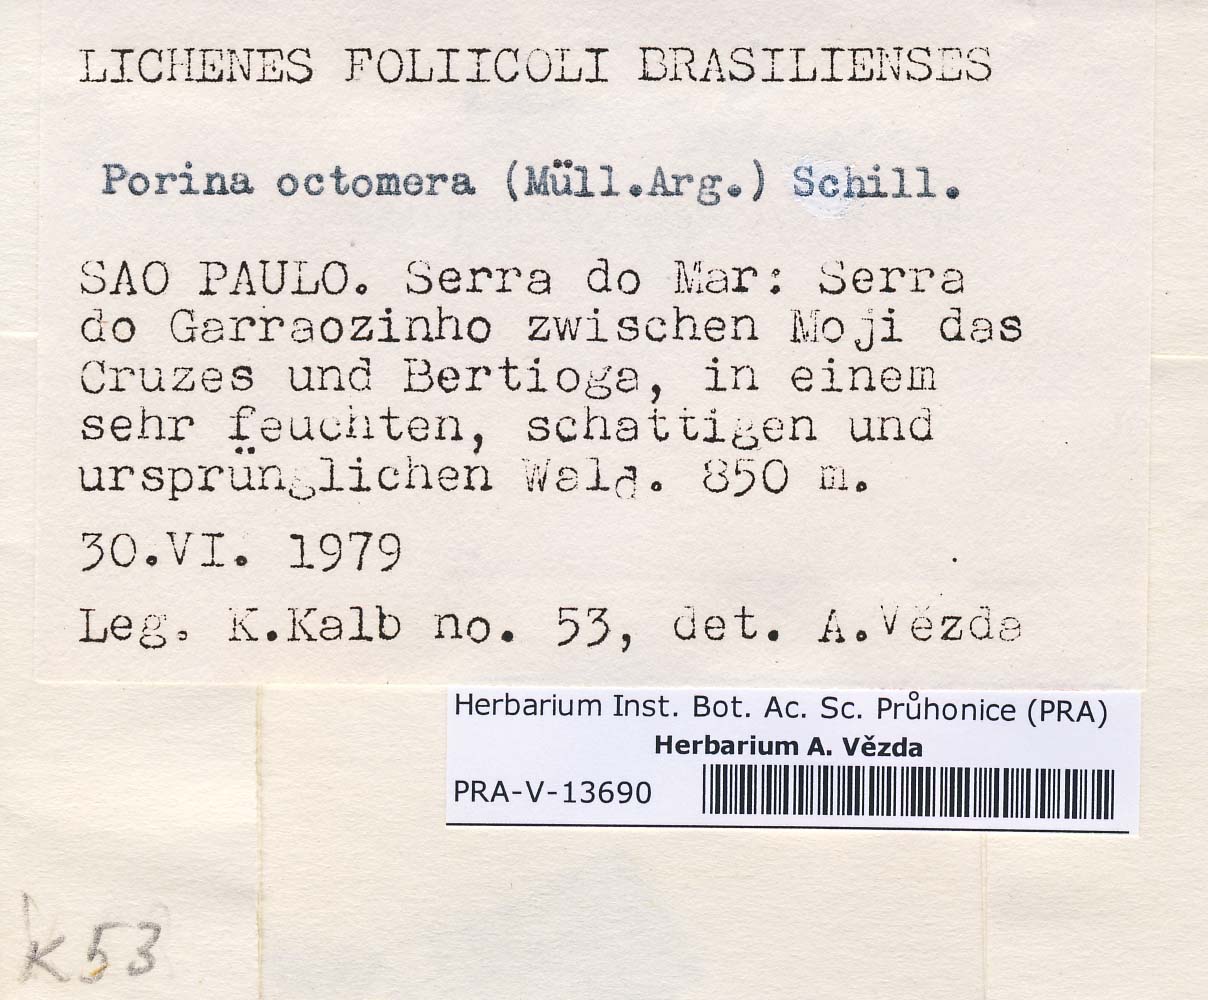 LICHENES FOLIICOLI BRASILIENSES
Porina octomera (Müll.Arg.) Schill.
SAO PAULO. Serra do Mar: Serra
do Garraozinho zwischen Moji das
Cruzes und Bertioga, in einem
sehr feuchten, schattigen und
ursprünglichen Wald. 850 m.
30.VI. 1979
Leg. K.Kalb no. 53, det. A.Vězda
Herbarium Inst. Bot. Ac. Sc. Průhonice (PRA)
Herbarium A. Vězda
PRA-V-13690
K 53